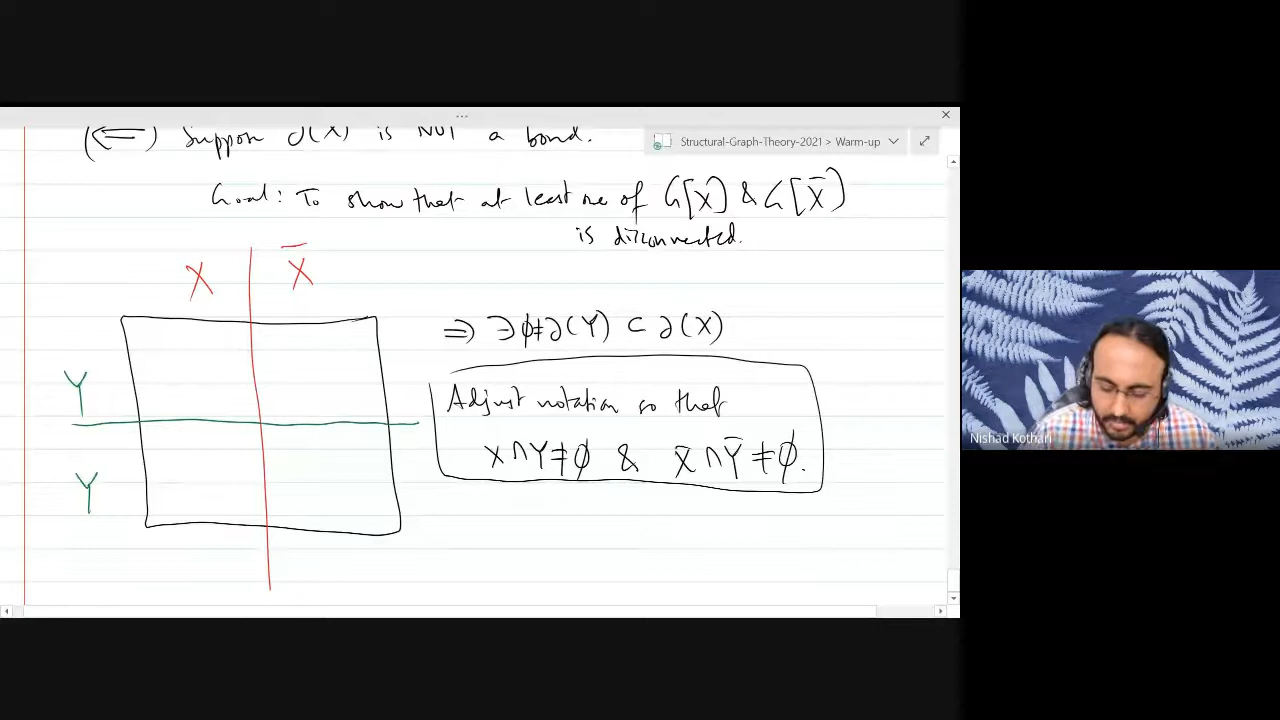 (⇐) Suppon ∂(X) is NOT a bond.
Structural-Graph-Theory-2021 > Warm-up
Goal: To show that at least one of G[X] & G[X̄]
is disconnected.
X X̄
⇒ ∃ ϕ ≠ ∂(Y) ⊂ ∂(X)
Y
Adjust notation so that
X ∩ Y ≠ ϕ & X̄ ∩ Ȳ ≠ ϕ.
Y
Nishad Kothari